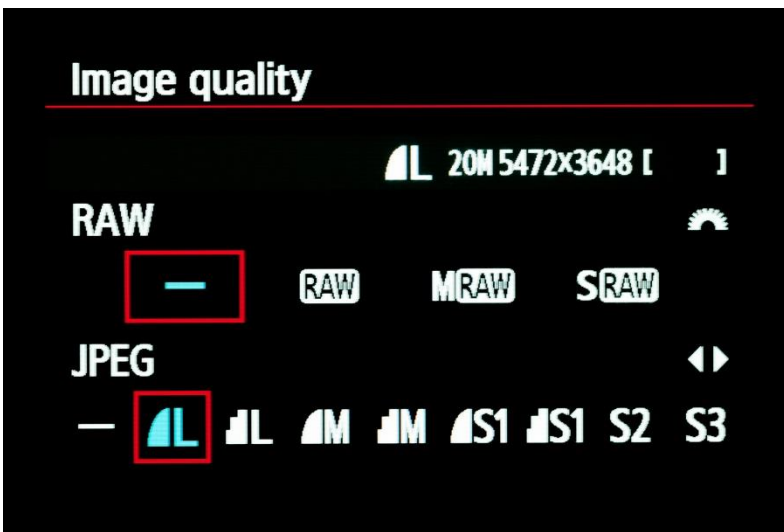 Image quality
L 20M 5472x3648 [ ]
RAW
— RAW MRAW SRAW
JPEG
— L L M M S1 S1 S2 S3